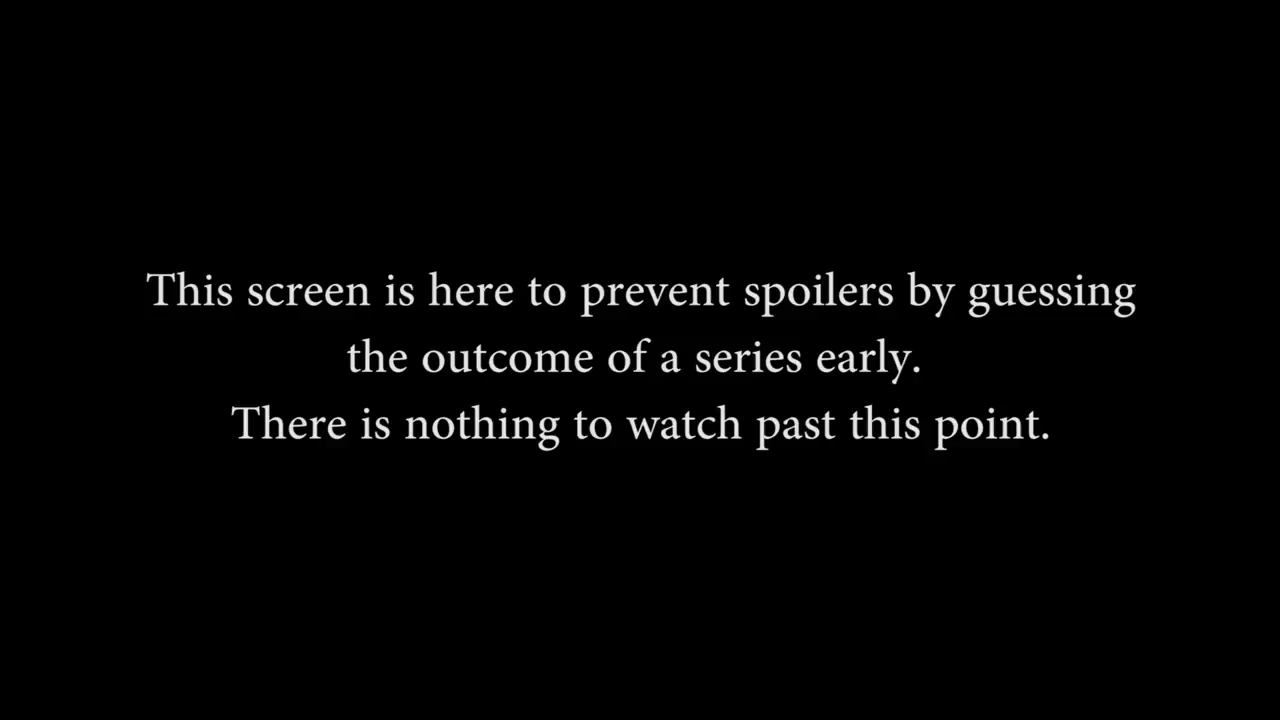 This screen is here to prevent spoilers by guessing
the outcome of a series early.
There is nothing to watch past this point.